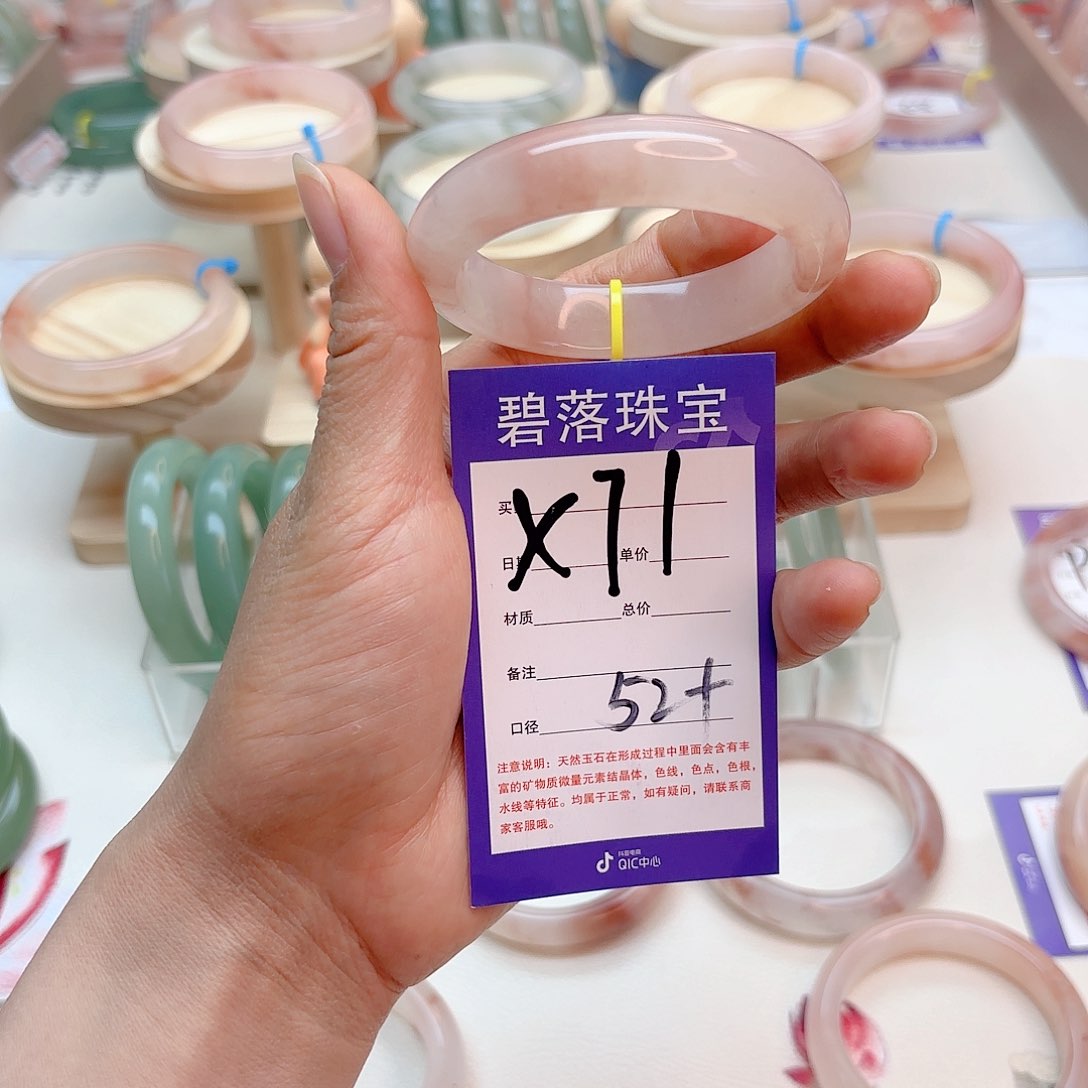 碧落珠宝
X71
买
日期 单价
材质 总价
备注
52+
口径
注意说明：天然玉石在形成过程中里面会含有丰
富的矿物质微量元素结晶体，色线，色点，色根，
水线等特征。均属于正常，如有疑问，请联系商
家客服哦。
抖音电商
QIC中心